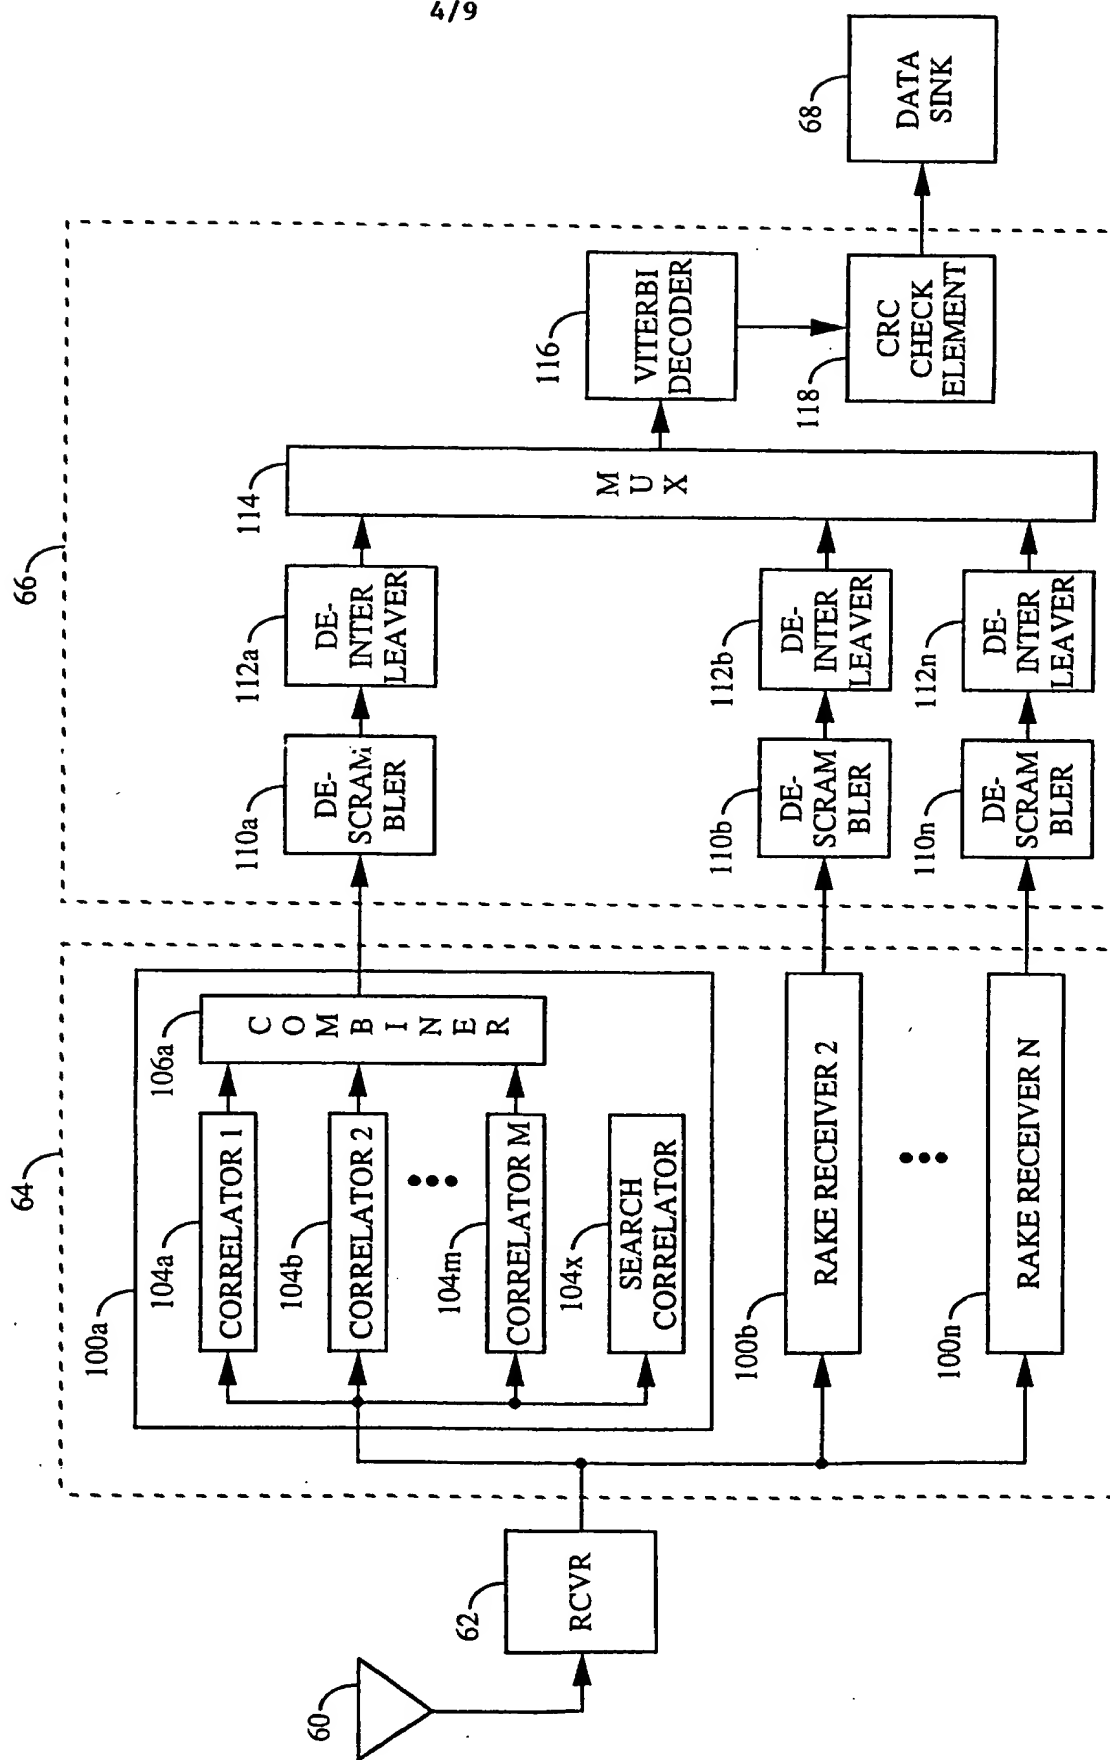 4/9
60
62
RCVR
64
100a
104a
CORRELATOR 1
104b
CORRELATOR 2
104m
CORRELATOR M
104x
SEARCH
CORRELATOR
106a
COMBINER
100b
RAKE RECEIVER 2
100n
RAKE RECEIVER N
66
110a
DE-
SCRAM
BLER
112a
DE-
INTER
LEAVER
110b
DE-
SCRAM
BLER
112b
DE-
INTER
LEAVER
110n
DE-
SCRAM
BLER
112n
DE-
INTER
LEAVER
114
M
U
X
116
VITERBI
DECODER
118
CRC
CHECK
ELEMENT
68
DATA
SINK